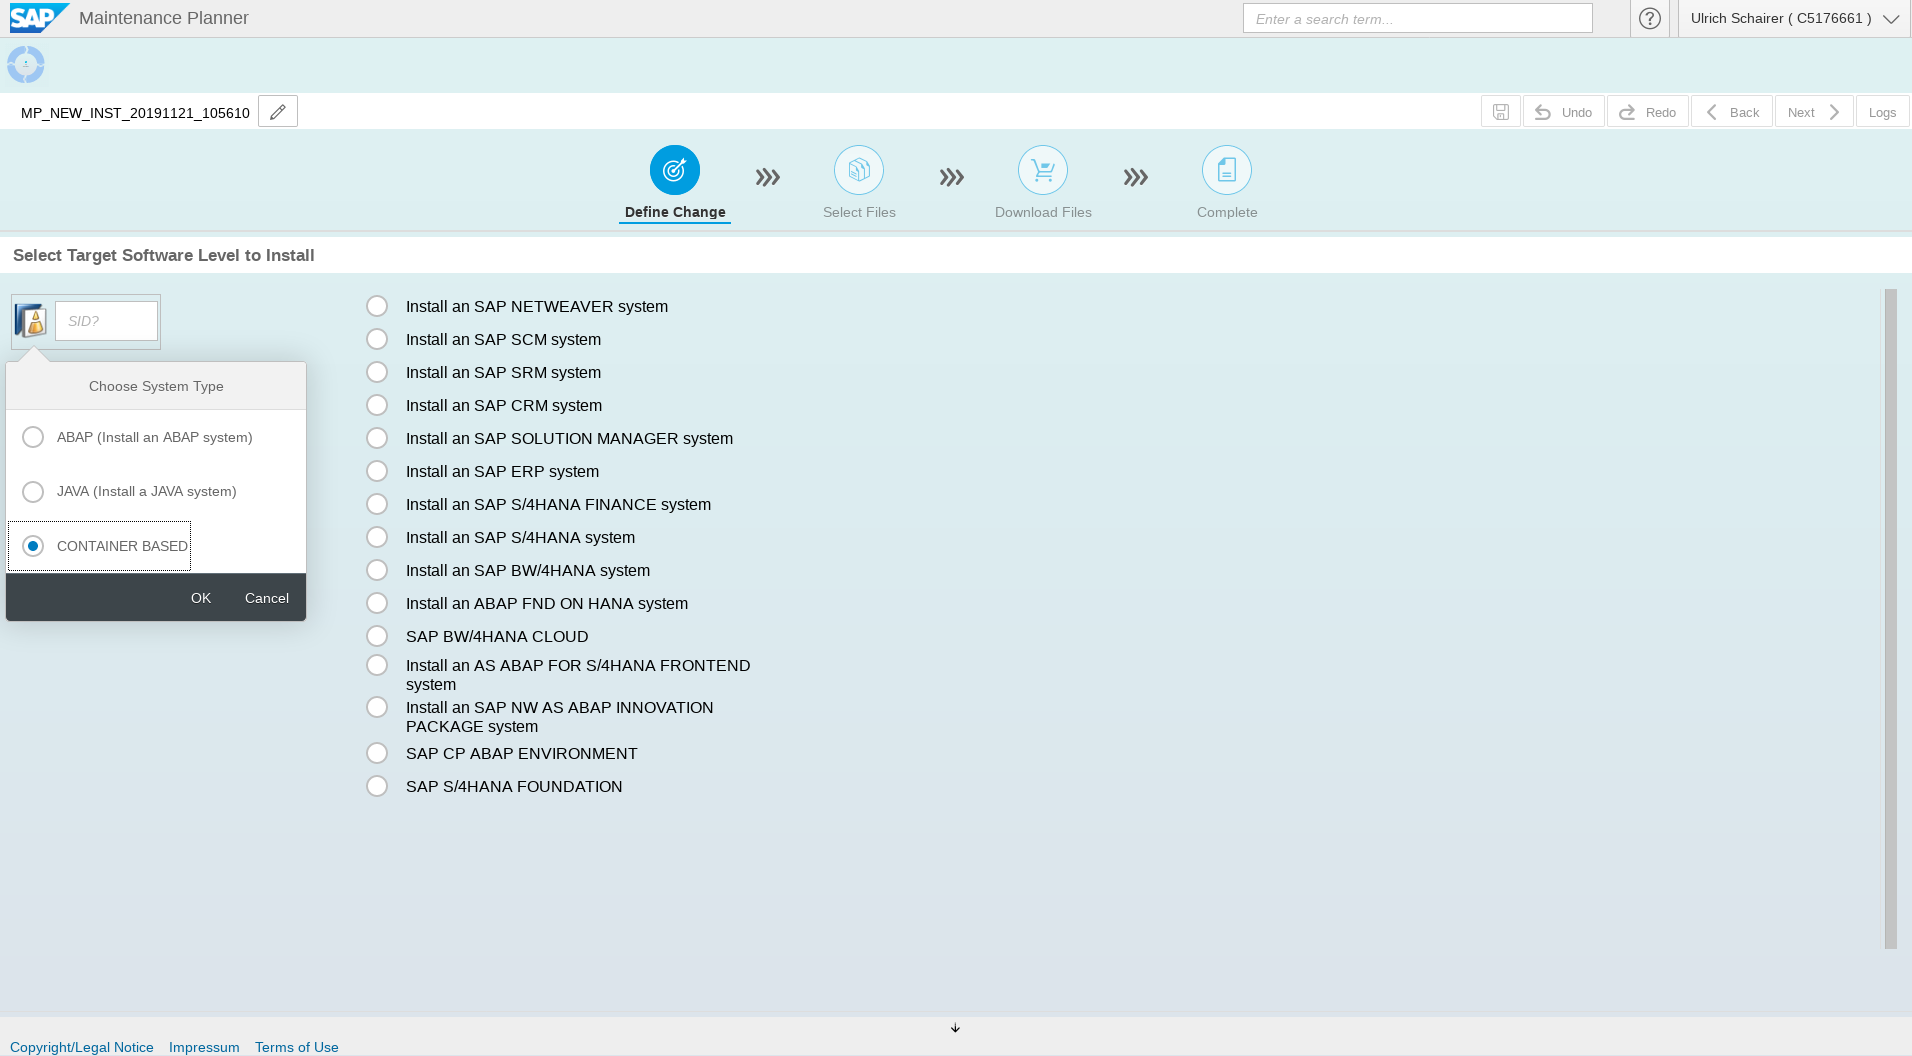 SAP Maintenance Planner
Enter a search term...
Ulrich Schairer ( C5176661 )
MP_NEW_INST_20191121_105610
Undo
Redo
Back
Next
Logs
Define Change
Select Files
Download Files
Complete
Select Target Software Level to Install
SID?
Choose System Type
ABAP (Install an ABAP system)
JAVA (Install a JAVA system)
CONTAINER BASED
OK
Cancel
Install an SAP NETWEAVER system
Install an SAP SCM system
Install an SAP SRM system
Install an SAP CRM system
Install an SAP SOLUTION MANAGER system
Install an SAP ERP system
Install an SAP S/4HANA FINANCE system
Install an SAP S/4HANA system
Install an SAP BW/4HANA system
Install an ABAP FND ON HANA system
SAP BW/4HANA CLOUD
Install an AS ABAP FOR S/4HANA FRONTEND
system
Install an SAP NW AS ABAP INNOVATION
PACKAGE system
SAP CP ABAP ENVIRONMENT
SAP S/4HANA FOUNDATION
Copyright/Legal Notice
Impressum
Terms of Use